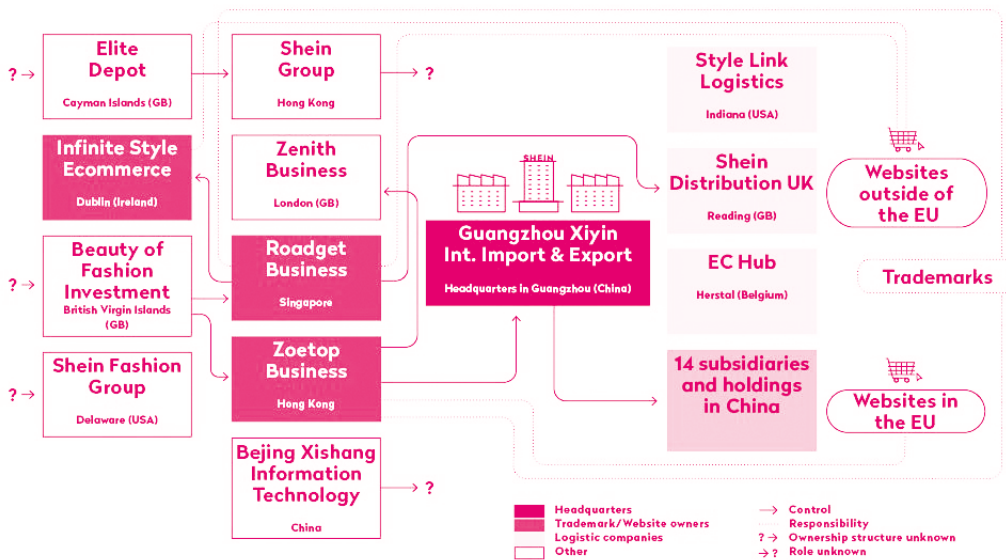 Elite
Depot
Cayman Islands (GB)
Shein
Group
Hong Kong
Style Link
Logistics
Indiana (USA)
? 
?
Infinite Style
Ecommerce
Dublin (Ireland)
Zenith
Business
London (GB)
SHEIN
Shein
Distribution UK
Reading (GB)
Websites
outside of
the EU
Beauty of
Fashion
Investment
British Virgin Islands
(GB)
?
Roadget
Business
Singapore
Guangzhou Xiyin
Int. Import & Export
Headquarters in Guangzhou (China)
EC Hub
Herstal (Belgium)
Trademarks
Shein Fashion
Group
Delaware (USA)
?
Zoetop
Business
Hong Kong
14 subsidiaries
and holdings
in China
Websites in
the EU
Bejing Xishang
Information
Technology
China
?
Headquarters
Trademark/Website owners
Logistic companies
Other
Control
Responsibility
? Ownership structure unknown
? Role unknown